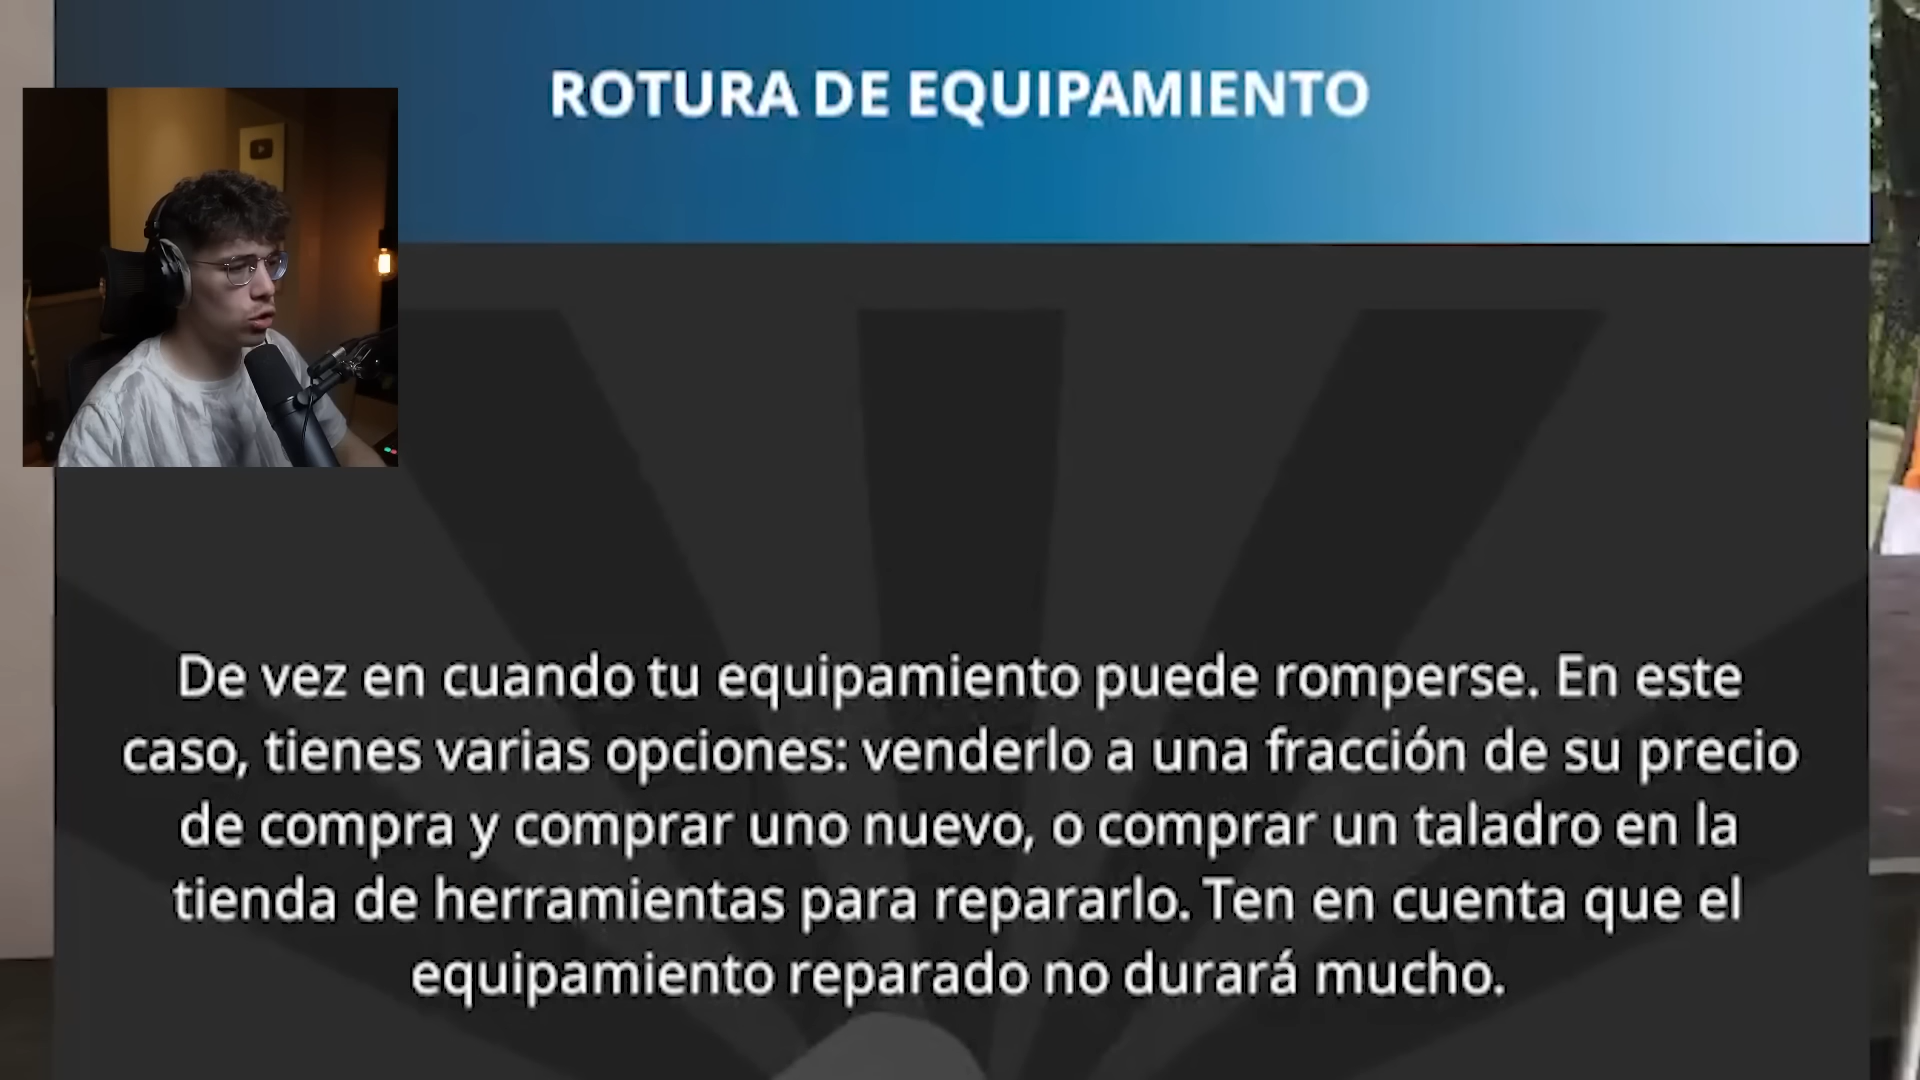 ROTURA DE EQUIPAMIENTO
De vez en cuando tu equipamiento puede romperse. En este
caso, tienes varias opciones: venderlo a una fracción de su precio
de compra y comprar uno nuevo, o comprar un taladro en la
tienda de herramientas para repararlo. Ten en cuenta que el
equipamiento reparado no durará mucho.